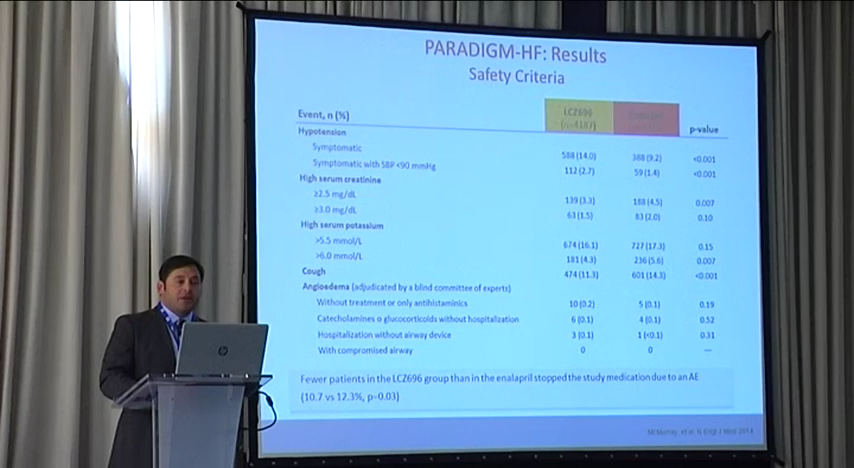 PARADIGM-HF: Results
Safety Criteria
Event, n (%) LCZ696 (n=4187) p-value
Hypotension
Symptomatic 588 (14.0) 388 (9.2) <0.001
Symptomatic with SBP <90 mmHg 112 (2.7) 59 (1.4) <0.001
High serum creatinine
≥2.5 mg/dL 139 (3.3) 188 (4.5) 0.007
≥3.0 mg/dL 63 (1.5) 83 (2.0) 0.10
High serum potassium
>5.5 mmol/L 674 (16.1) 727 (17.3) 0.15
>6.0 mmol/L 181 (4.3) 236 (5.6) 0.007
Cough 474 (11.3) 601 (14.3) <0.001
Angioedema (adjudicated by a blind committee of experts)
Without treatment or only antihistaminics 10 (0.2) 5 (0.1) 0.19
Catecholamines o glucocorticoids without hospitalization 6 (0.1) 4 (0.1) 0.52
Hospitalization without airway device 3 (0.1) 1 (<0.1) 0.31
With compromised airway 0 0 —
Fewer patients in the LCZ696 group than in the enalapril stopped the study medication due to an AE
(10.7 vs 12.3%, p=0.03)
McMurray, et al. N Engl J Med 2014
hp